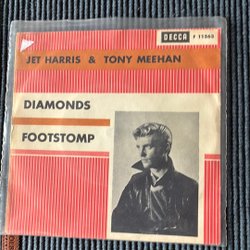 JET HARRIS & TONY MEEHAN
DECCA
F 11563
DIAMONDS
FOOTSTOMP